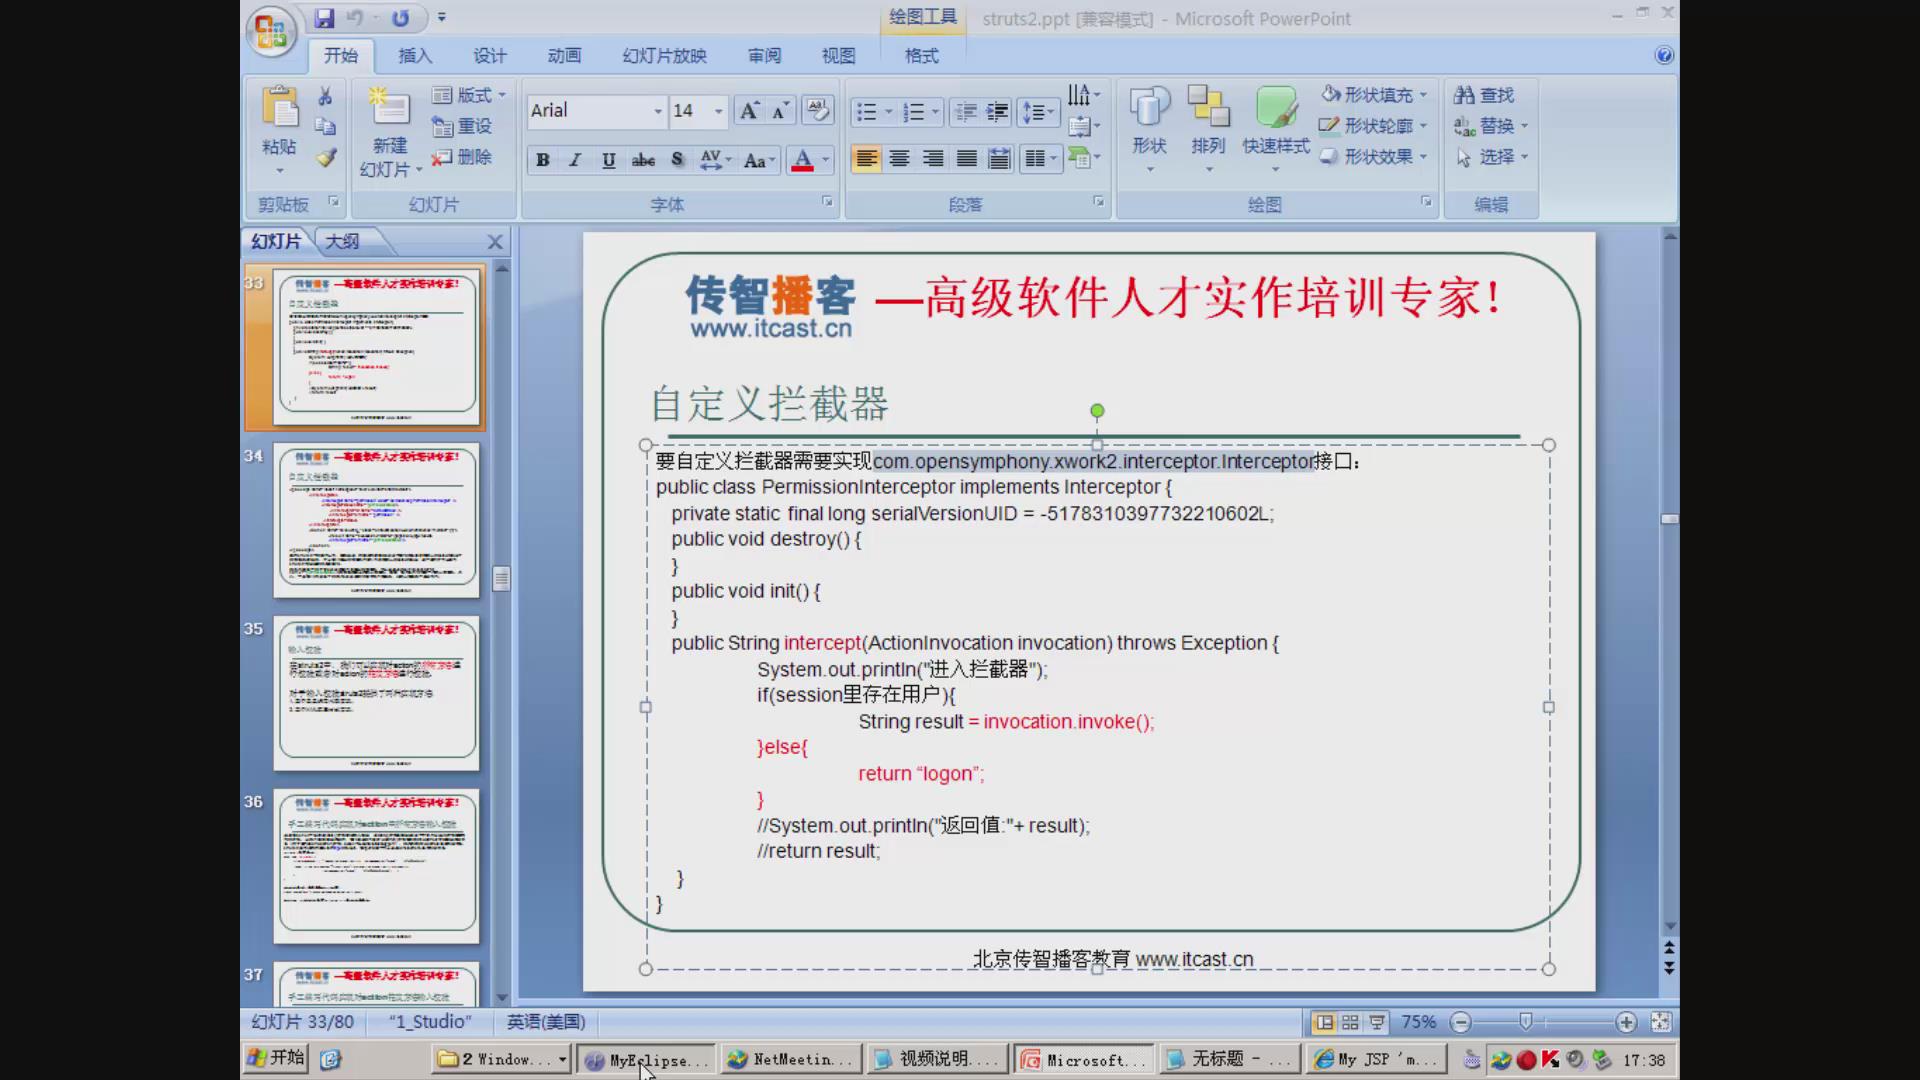 绘图工具
struts2.ppt [兼容模式] - Microsoft PowerPoint
开始 插入 设计 动画 幻灯片放映 审阅 视图 格式
粘贴
剪贴板
新建
幻灯片
版式
重设
删除
幻灯片
Arial 14
B I U abc S AV Aa A
字体
段落
形状 排列 快速样式
形状填充
形状轮廓
形状效果
绘图
查找
替换
选择
编辑
幻灯片 大纲
33
34
35
36
37
传智播客
www.itcast.cn
—高级软件人才实作培训专家!
自定义拦截器
要自定义拦截器需要实现com.opensymphony.xwork2.interceptor.Interceptor接口:
public class PermissionInterceptor implements Interceptor {
private static final long serialVersionUID = -5178310397732210602L;
public void destroy() {
}
public void init() {
}
public String intercept(ActionInvocation invocation) throws Exception {
System.out.println("进入拦截器");
if(session里存在用户){
String result = invocation.invoke();
}else{
return “logon”;
}
//System.out.println("返回值:"+ result);
//return result;
}
}
北京传智播客教育 www.itcast.cn
幻灯片 33/80 "1_Studio" 英语(美国) 75%
开始 2 Window... MyEclipse... NetMeetin... 视频说明.... Microsoft... 无标题 - ... My JSP 'm... 17:38